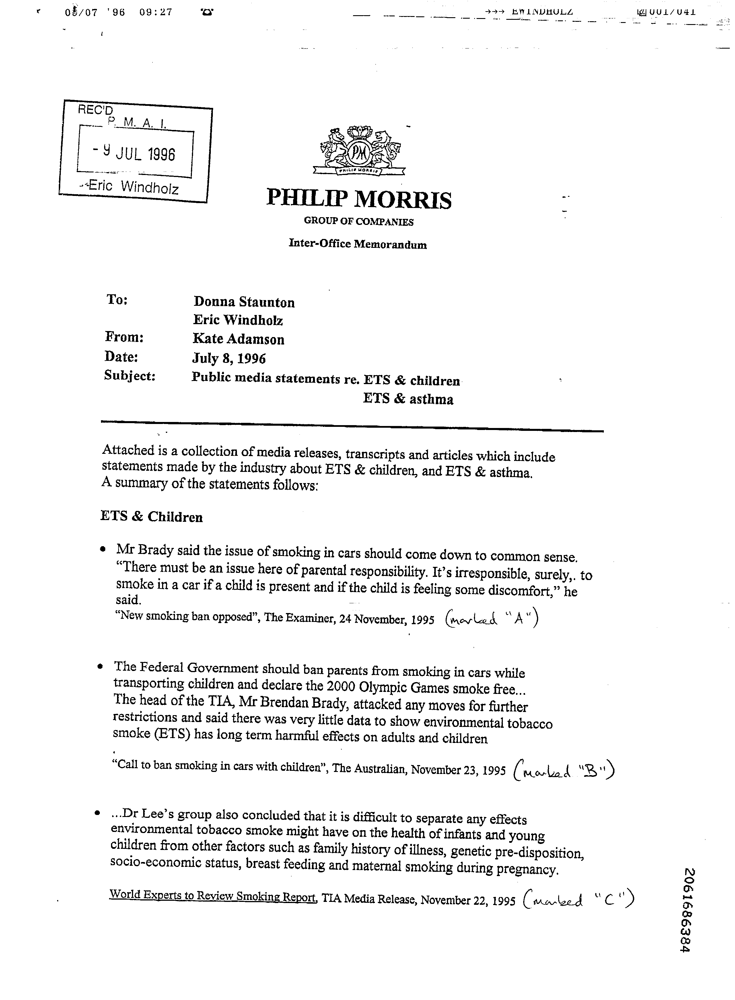 08/07 '96 09:27 ☎ →→→ EWINDHOLZ 001/041
REC'D
P. M. A. I.
- 9 JUL 1996
Eric Windholz
PM
PHILIP MORRIS
PHILIP MORRIS
GROUP OF COMPANIES
Inter-Office Memorandum
To: Donna Staunton
Eric Windholz
From: Kate Adamson
Date: July 8, 1996
Subject: Public media statements re. ETS & children
ETS & asthma
Attached is a collection of media releases, transcripts and articles which include
statements made by the industry about ETS & children, and ETS & asthma.
A summary of the statements follows:
ETS & Children
• Mr Brady said the issue of smoking in cars should come down to common sense.
“There must be an issue here of parental responsibility. It’s irresponsible, surely,. to
smoke in a car if a child is present and if the child is feeling some discomfort,” he
said.
“New smoking ban opposed”, The Examiner, 24 November, 1995 (marked "A")
• The Federal Government should ban parents from smoking in cars while
transporting children and declare the 2000 Olympic Games smoke free...
The head of the TIA, Mr Brendan Brady, attacked any moves for further
restrictions and said there was very little data to show environmental tobacco
smoke (ETS) has long term harmful effects on adults and children
“Call to ban smoking in cars with children”, The Australian, November 23, 1995 (marked "B")
• ...Dr Lee’s group also concluded that it is difficult to separate any effects
environmental tobacco smoke might have on the health of infants and young
children from other factors such as family history of illness, genetic pre-disposition,
socio-economic status, breast feeding and maternal smoking during pregnancy.
World Experts to Review Smoking Report, TIA Media Release, November 22, 1995 (marked "C")
2061686384